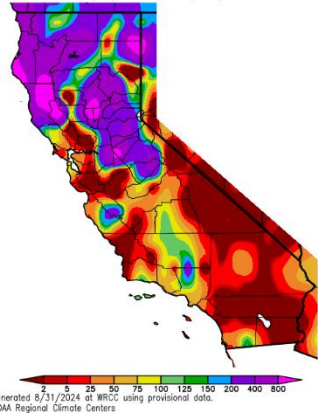 2 5 25 50 75 100 125 150 200 400 800
enerated 8/31/2024 at WRCC using provisional data.
OAA Regional Climate Centers